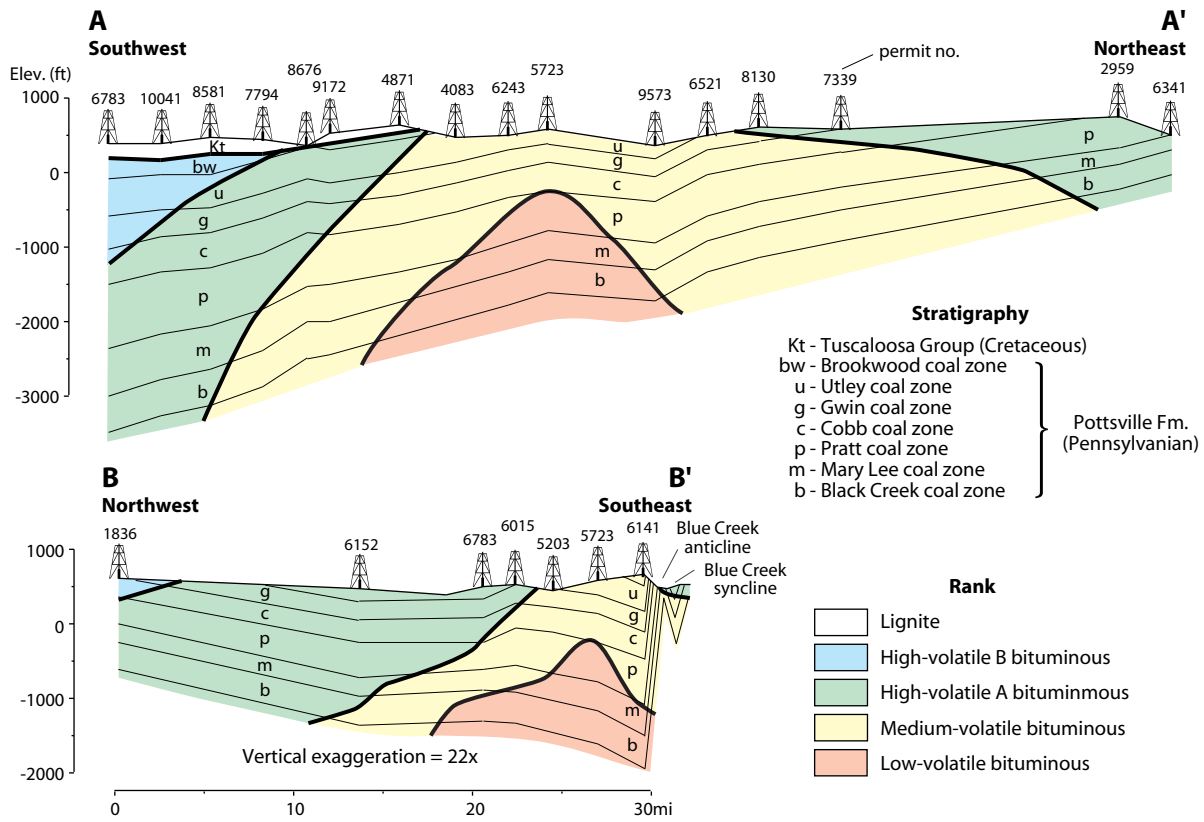 A
A'
Southwest
Northeast
permit no.
Elev. (ft)
6783 10041 8581 7794 8676 9172 4871 4083 6243 5723 9573 6521 8130 7339 2959 6341
1000
0
-1000
-2000
-3000
Kt
bw
u
g
c
p
m
b
u
g
c
p
m
b
p
m
b
Stratigraphy
Kt - Tuscaloosa Group (Cretaceous)
bw - Brookwood coal zone
u - Utley coal zone
g - Gwin coal zone
c - Cobb coal zone
p - Pratt coal zone
m - Mary Lee coal zone
b - Black Creek coal zone
Pottsville Fm.
(Pennsylvanian)
B
B'
Northwest
Southeast
1836 6152 6783 6015 5203 5723 6141
Blue Creek
anticline
Blue Creek
syncline
1000
0
-1000
-2000
g
c
p
m
b
u
g
c
p
m
b
Vertical exaggeration = 22x
0 10 20 30mi
Rank
Lignite
High-volatile B bituminous
High-volatile A bituminmous
Medium-volatile bituminous
Low-volatile bituminous